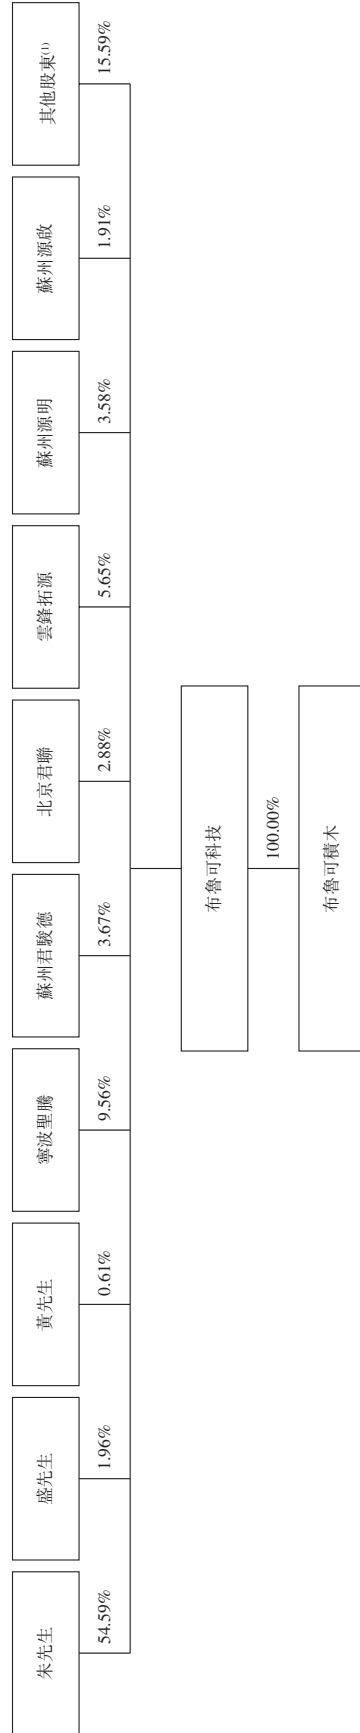 朱先生
盛先生
黃先生
寧波聖騰
蘇州君駿德
北京君聯
雲鋒拓源
蘇州源明
蘇州源啟
其他股東(1)
54.59%
1.96%
0.61%
9.56%
3.67%
2.88%
5.65%
3.58%
1.91%
15.59%
布魯可科技
100.00%
布魯可積木